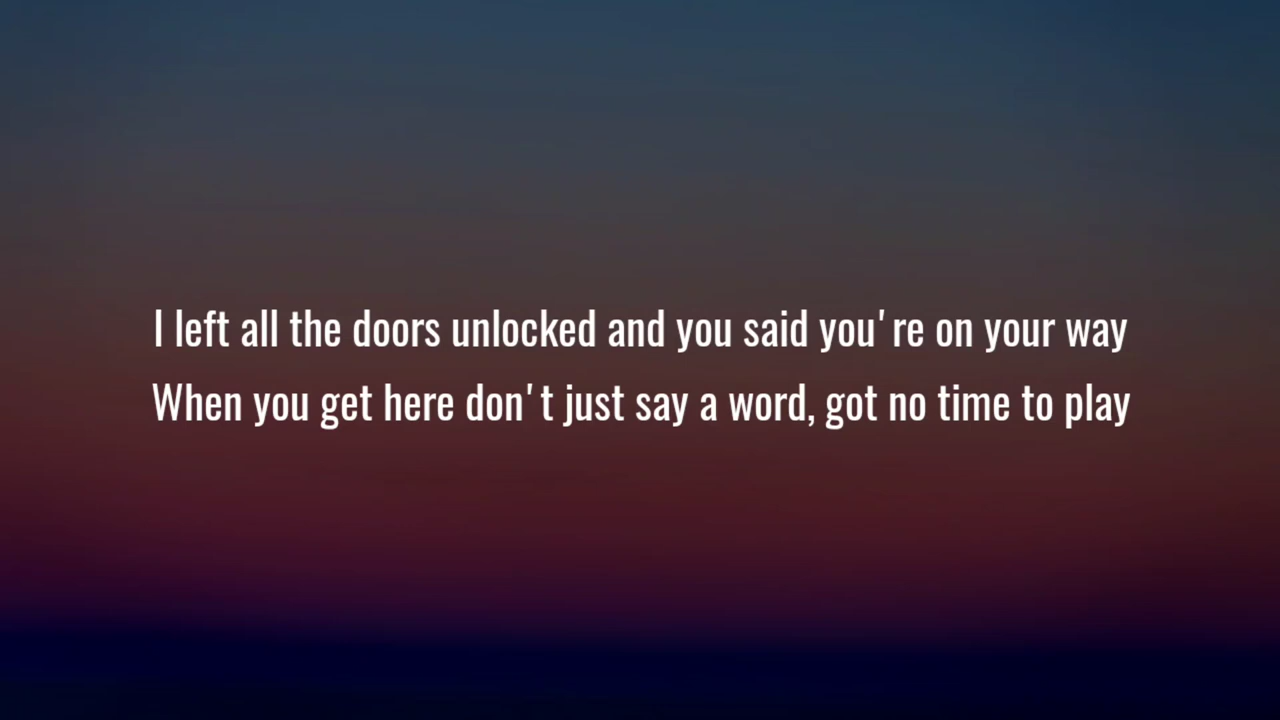 I left all the doors unlocked and you said you're on your way
When you get here don't just say a word, got no time to play